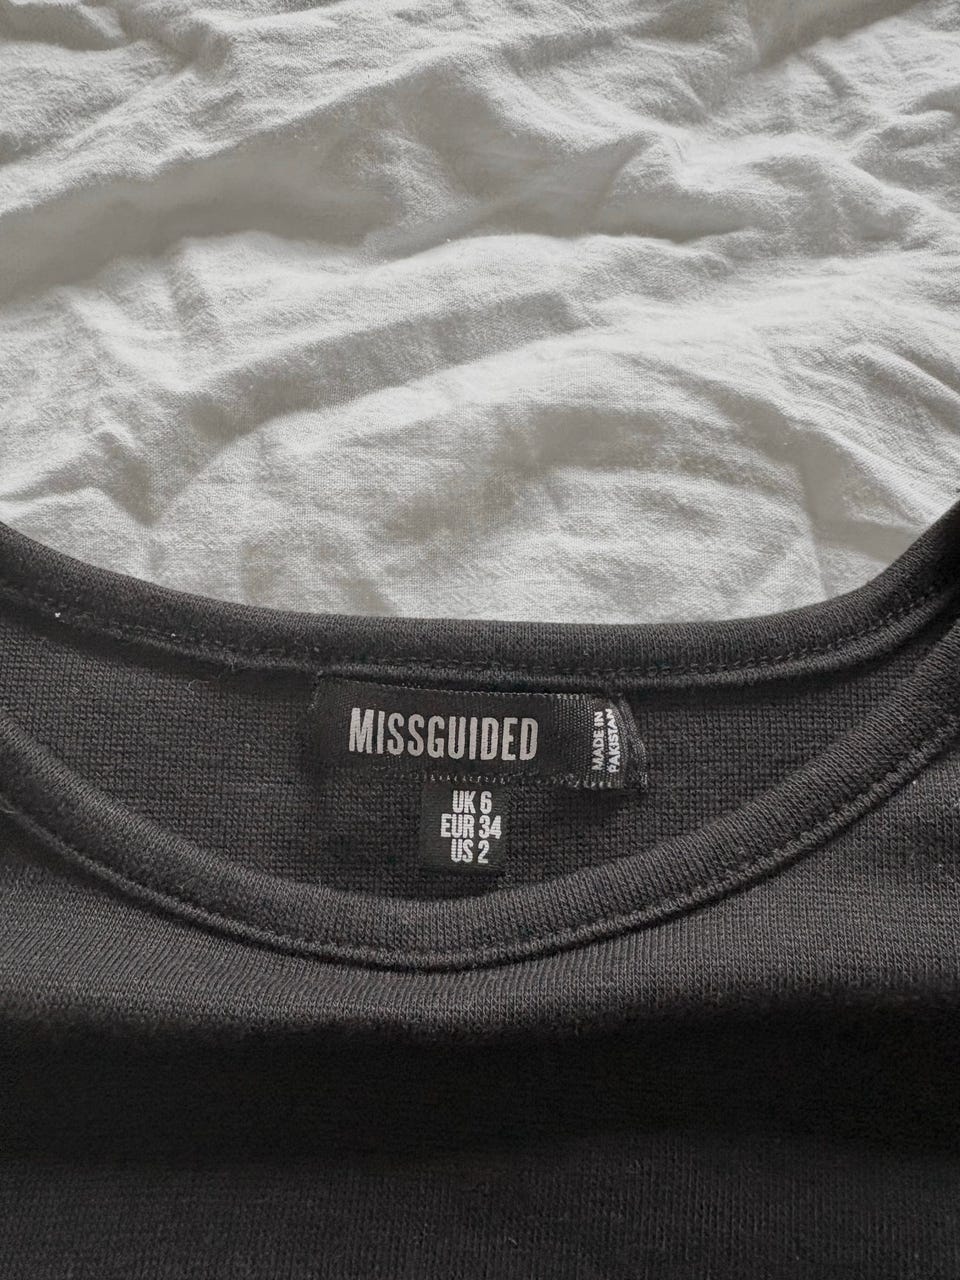 MISSGUIDED
MADE IN
PAKISTAN
UK 6
EUR 34
US 2